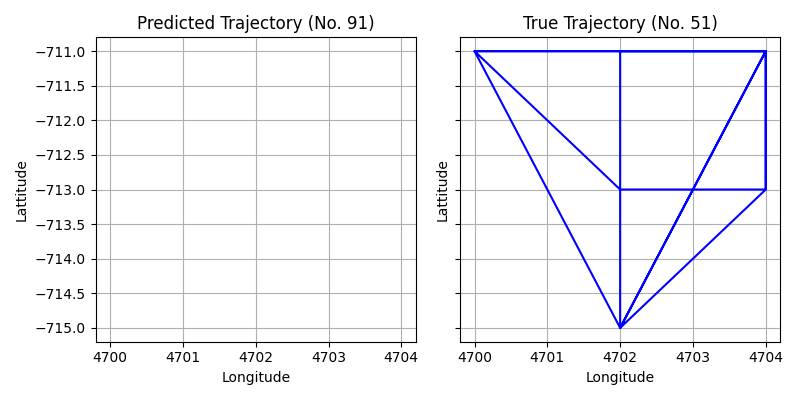 Predicted Trajectory (No. 91)
True Trajectory (No. 51)
−711.0
−711.5
−712.0
−712.5
−713.0
−713.5
−714.0
−714.5
−715.0
Lattitude
Lattitude
4700 4701 4702 4703 4704
4700 4701 4702 4703 4704
Longitude
Longitude